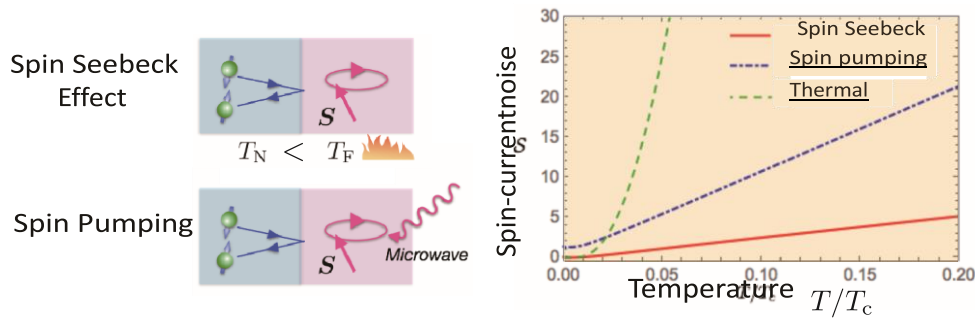 Spin Seebeck
Effect
S
T_N < T_F
Spin Pumping
S
Microwave
Spin-currentnoise
S
30
25
20
15
10
5
0
0.00
0.05
0.10
0.15
0.20
Spin Seebeck
Spin pumping
Thermal
Temperature
T/T_c